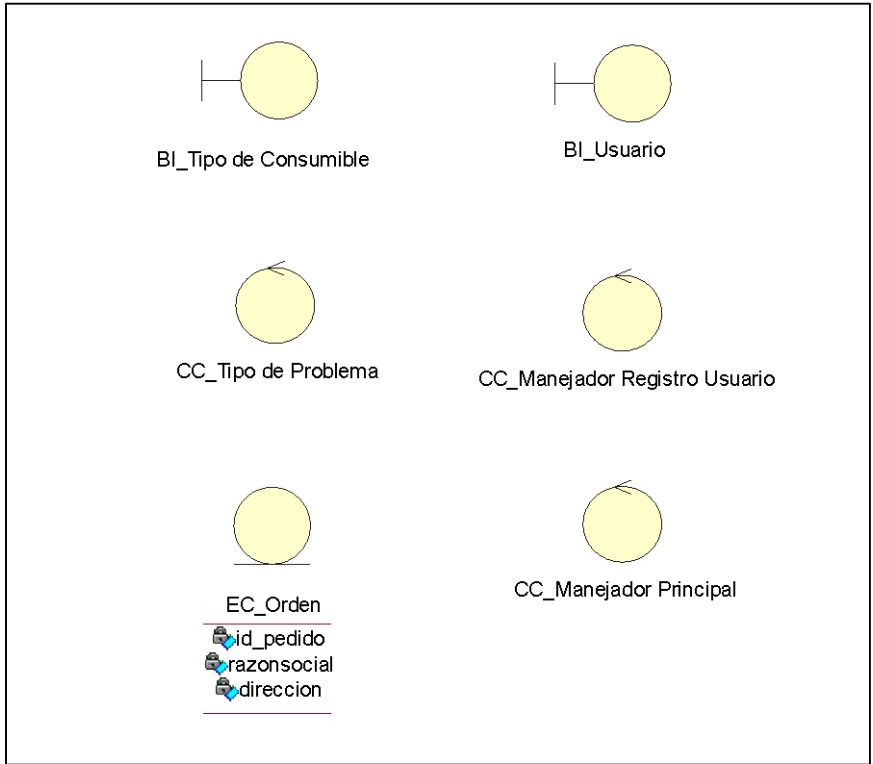 BI_Tipo de Consumible
BI_Usuario
CC_Tipo de Problema
CC_Manejador Registro Usuario
EC_Orden
id_pedido
razonsocial
direccion
CC_Manejador Principal